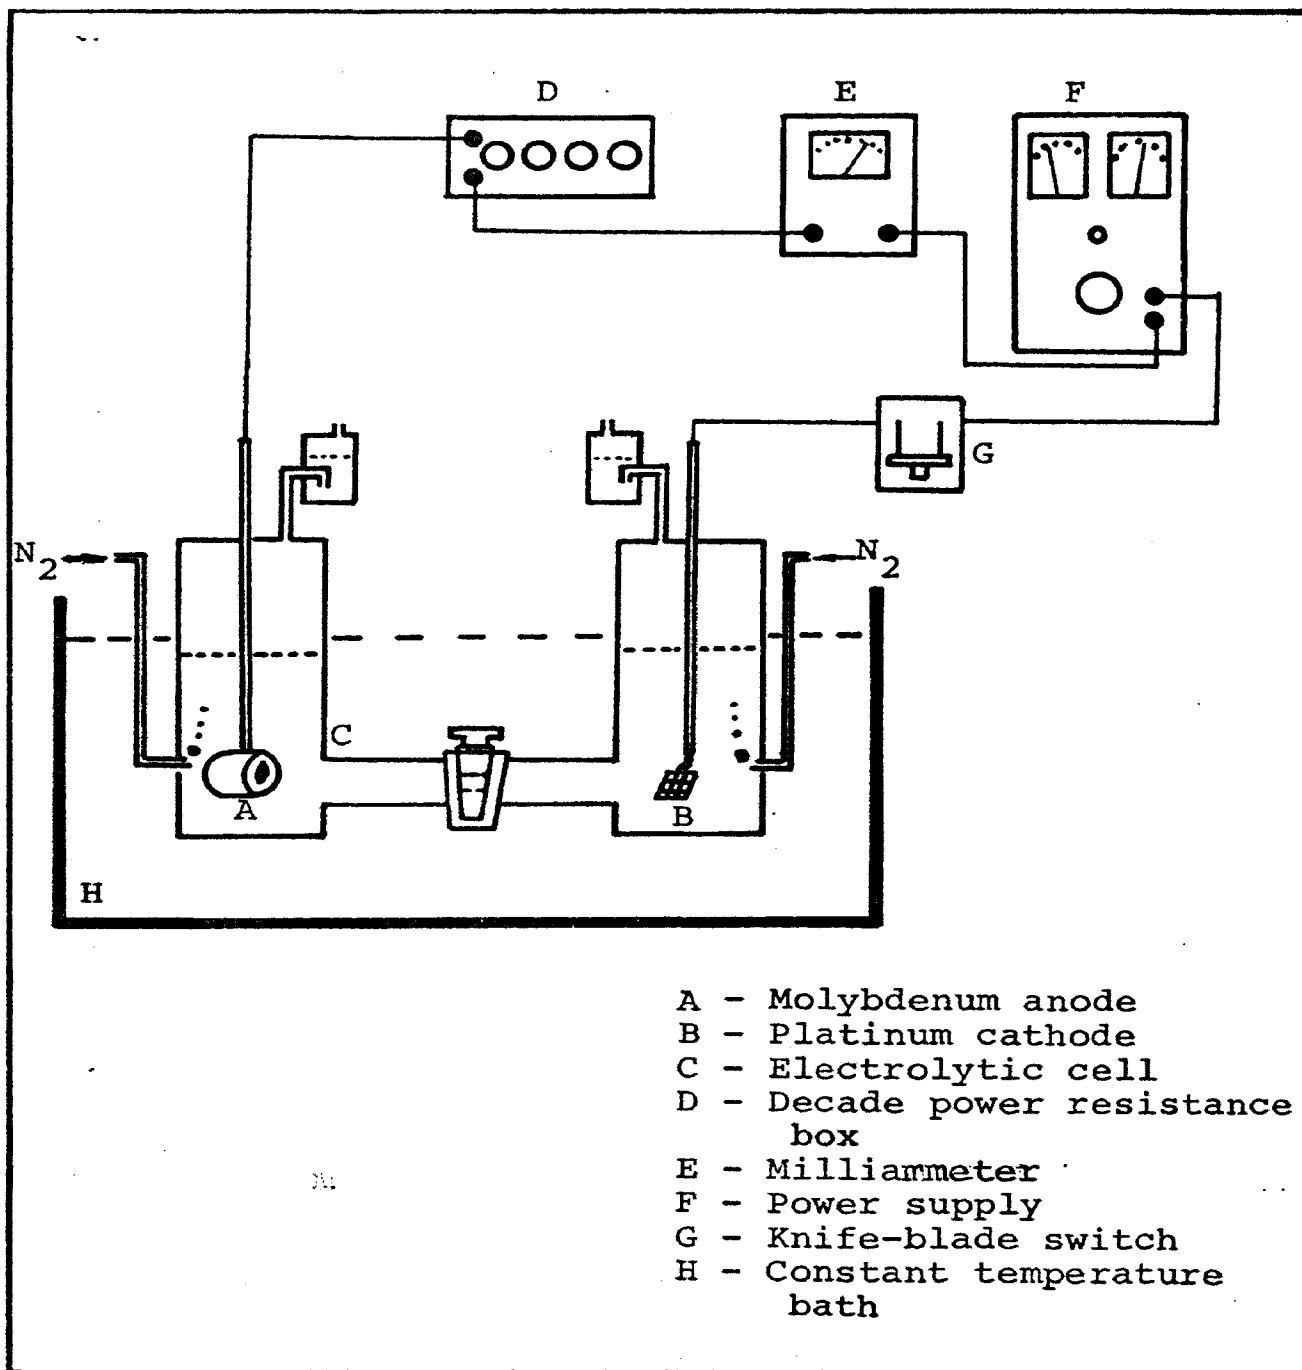 D E F
G
N2 N2
C
A B
H
A - Molybdenum anode
B - Platinum cathode
C - Electrolytic cell
D - Decade power resistance
box
E - Milliammeter
F - Power supply
G - Knife-blade switch
H - Constant temperature
bath